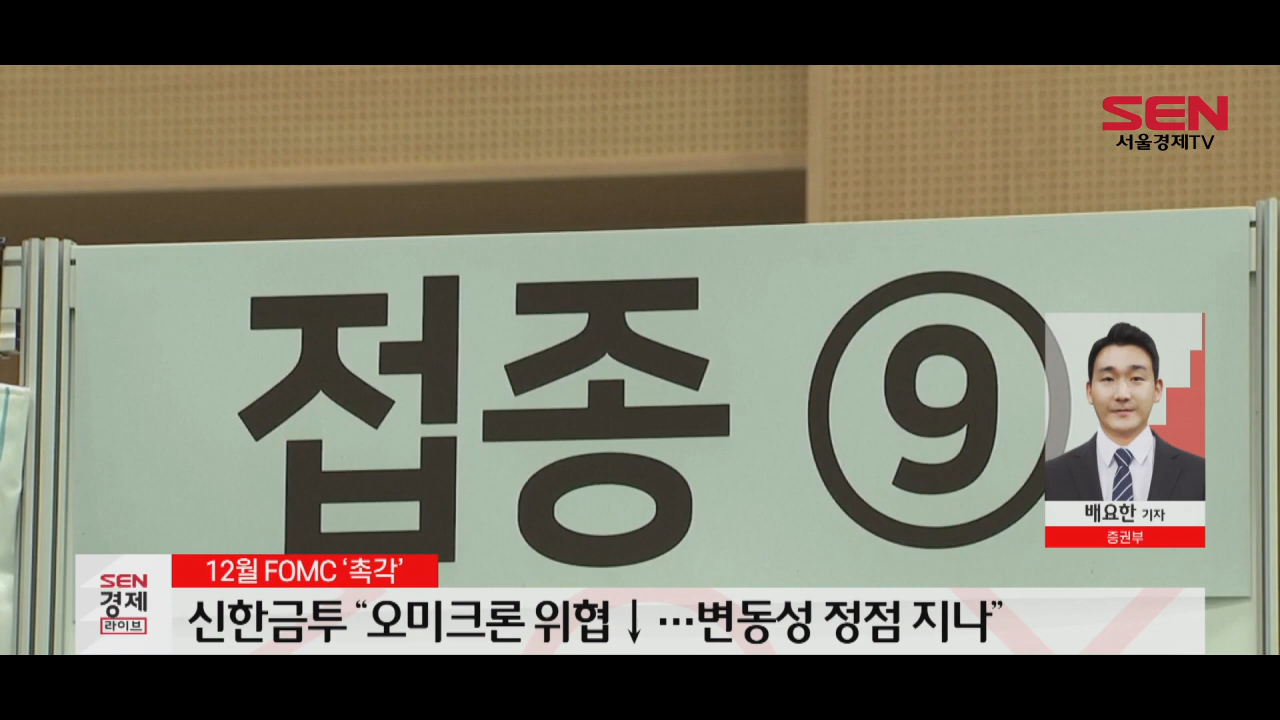 SEN
서울경제TV
접종 ⑨
배요한 기자
증권부
12월 FOMC ‘촉각’
SEN
경제
라이브
신한금투 “오미크론 위협↓…변동성 정점 지나”